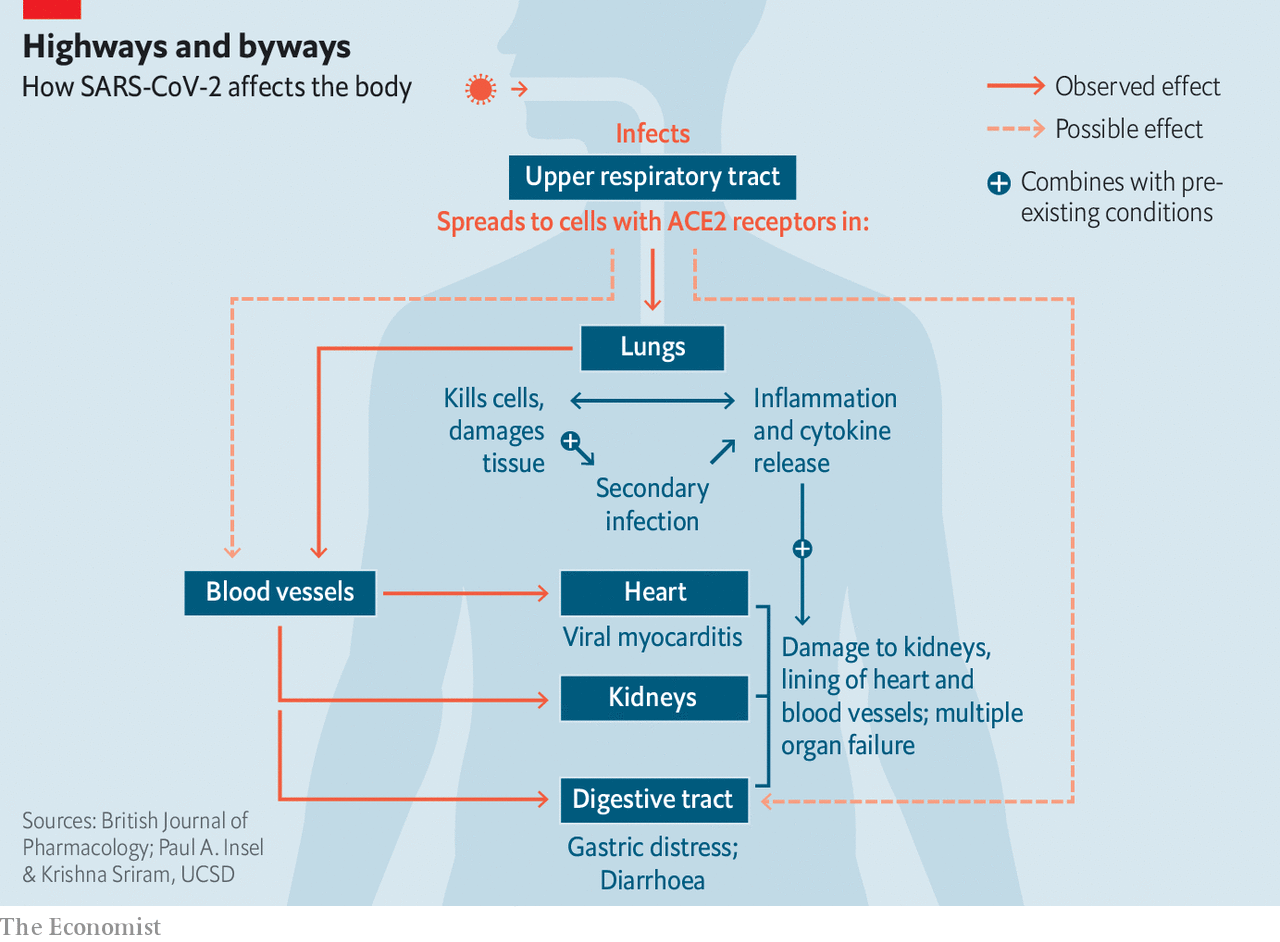 Highways and byways
How SARS-CoV-2 affects the body
Observed effect
Possible effect
Combines with pre-
existing conditions
Infects
Upper respiratory tract
Spreads to cells with ACE2 receptors in:
Lungs
Kills cells,
damages
tissue
Inflammation
and cytokine
release
Secondary
infection
Blood vessels
Heart
Viral myocarditis
Kidneys
Damage to kidneys,
lining of heart and
blood vessels; multiple
organ failure
Digestive tract
Gastric distress;
Diarrhoea
Sources: British Journal of
Pharmacology; Paul A. Insel
& Krishna Sriram, UCSD
The Economist